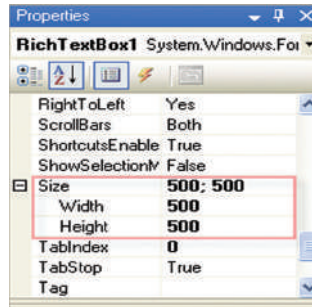 Properties
RichTextBox1 System.Windows.For
RightToLeft Yes
ScrollBars Both
ShortcutsEnable True
ShowSelectionM False
Size 500; 500
Width 500
Height 500
TabIndex 0
TabStop True
Tag